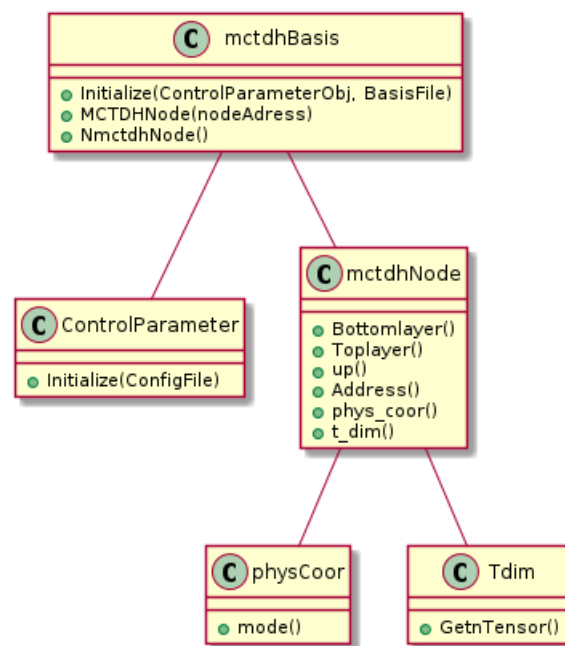 C mctdhBasis
Initialize(ControlParameterObj, BasisFile)
MCTDHNode(nodeAdress)
NmctdhNode()
C mctdhNode
Bottomlayer()
Toplayer()
up()
Address()
phys_coor()
t_dim()
C ControlParameter
Initialize(ConfigFile)
C physCoor
mode()
C Tdim
GetnTensor()